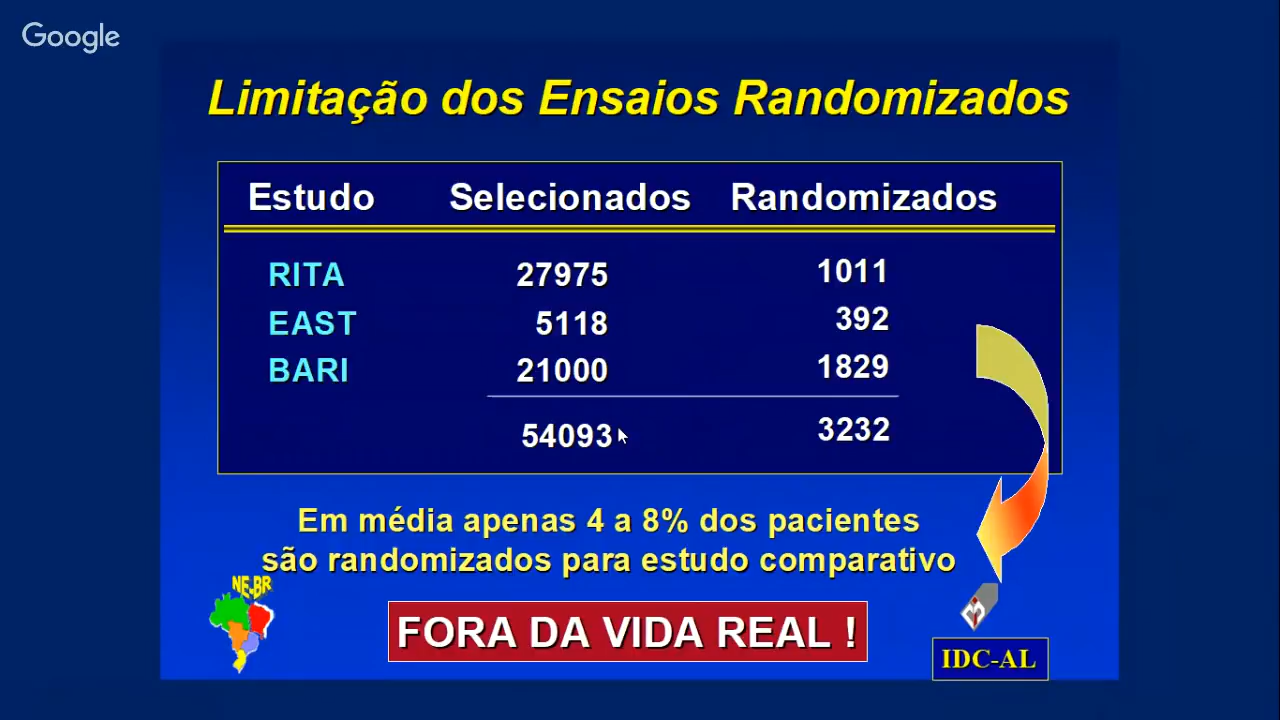 Google
Limitação dos Ensaios Randomizados
Estudo Selecionados Randomizados
RITA 27975 1011
EAST 5118 392
BARI 21000 1829
54093 3232
Em média apenas 4 a 8% dos pacientes
são randomizados para estudo comparativo
NE-BR
FORA DA VIDA REAL !
IDC-AL